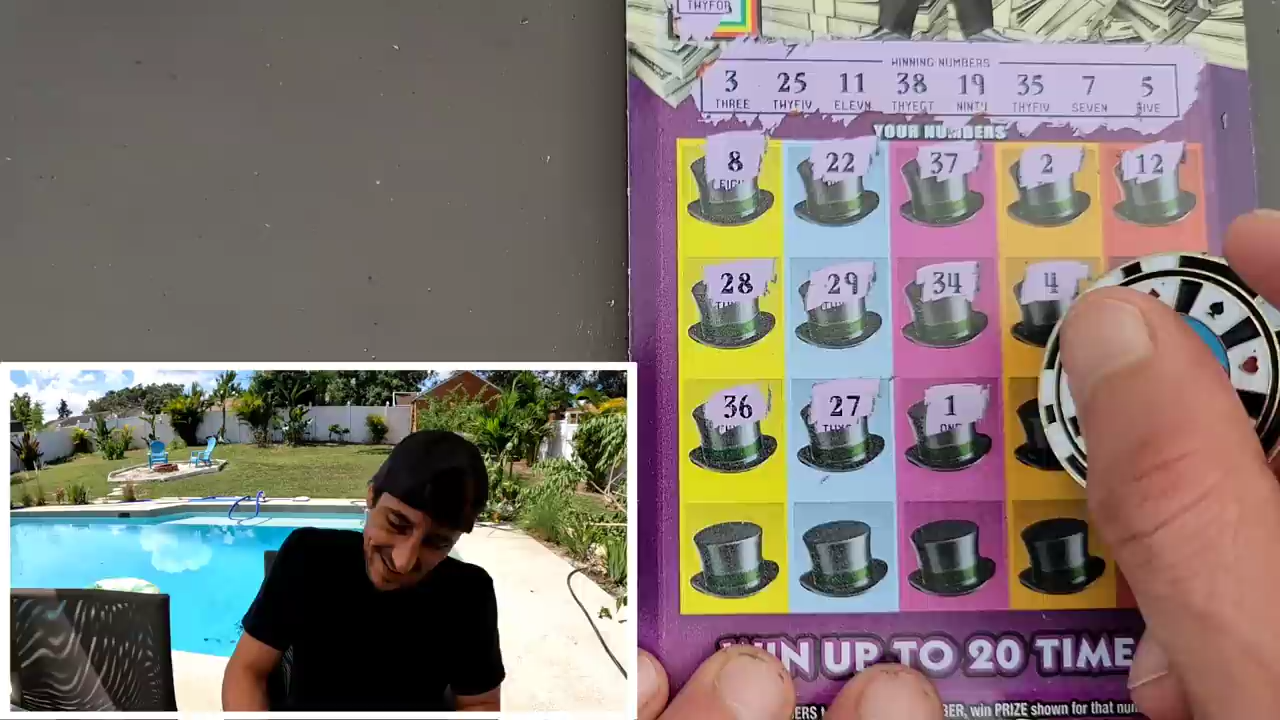 THYFOR
WINNING NUMBERS
3 25 11 38 19 35 7 5
THREE TWYFIV ELEVN THYEGT NINTN THYFIV SEVEN FIVE
YOUR NUMBERS
8 22 37 2 12
28 29 34 4
36 27 1
ONE
WIN UP TO 20 TIME
BER, win PRIZE shown for that num